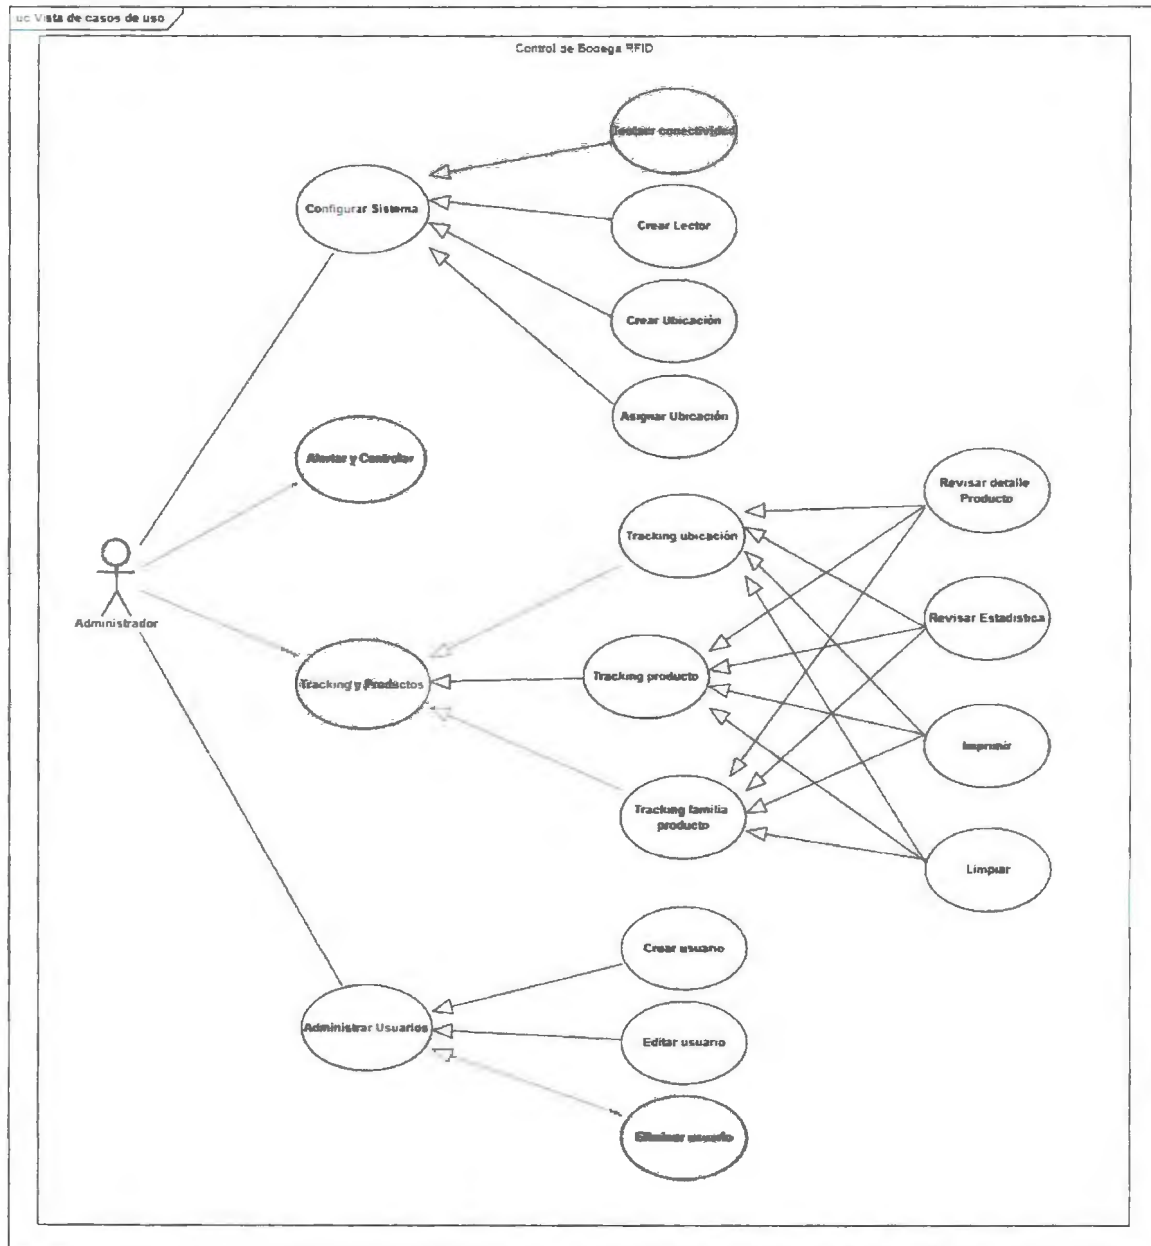 uc Vista de casos de uso
Control de Bodega RFID
Testear conectividad
Configurar Sistema
Crear Lector
Crear Ubicación
Asignar Ubicación
Alertar y Controlar
Revisar detalle
Producto
Tracking ubicación
Administrador
Revisar Estadistica
Tracking y Productos
Tracking producto
Imprimir
Tracking familia
producto
Limpiar
Crear usuario
Administrar Usuarios
Editar usuario
Eliminar usuario